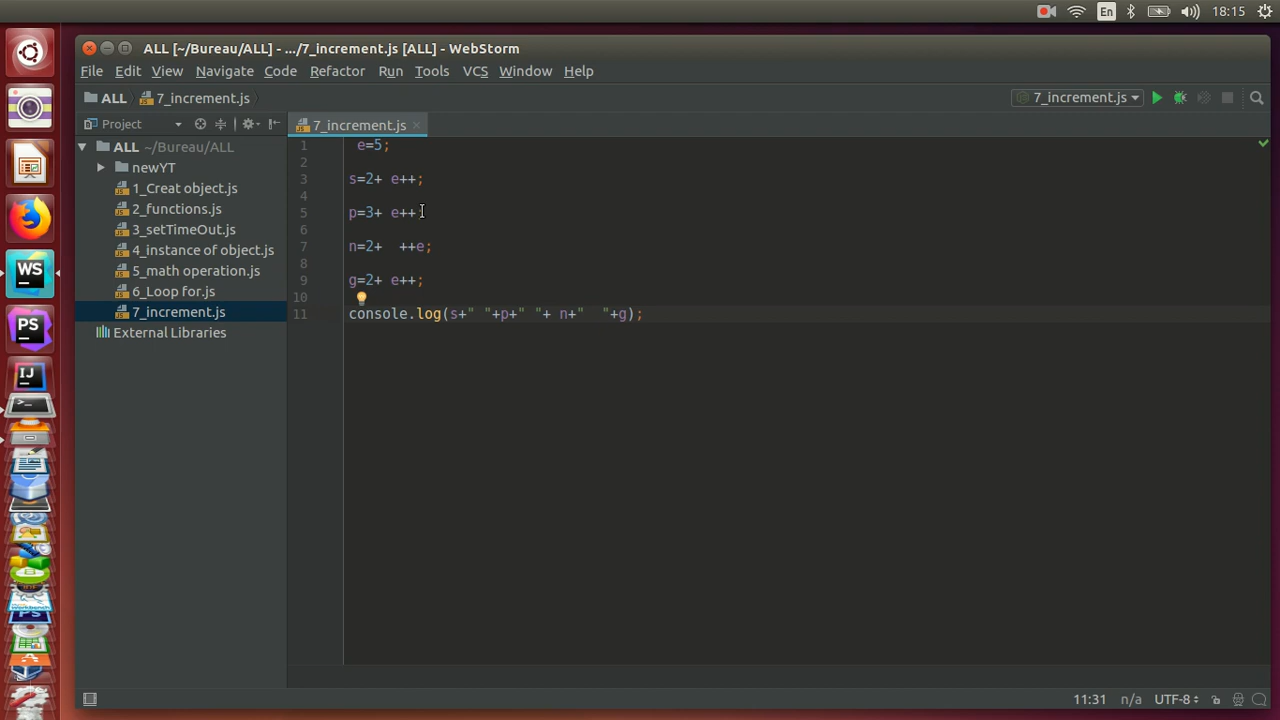 En 18:15
ALL [~/Bureau/ALL] - .../7_increment.js [ALL] - WebStorm
File Edit View Navigate Code Refactor Run Tools VCS Window Help
ALL 7_increment.js 7_increment.js
Project 7_increment.js
ALL ~/Bureau/ALL
newYT
1_Creat object.js
2_functions.js
3_setTimeOut.js
4_instance of object.js
5_math operation.js
6_Loop for.js
7_increment.js
External Libraries
1 e=5;
2
3 s=2+ e++;
4
5 p=3+ e++
6
7 n=2+  ++e;
8
9 g=2+ e++;
10
11 console.log(s+" "+p+" "+ n+"  "+g);
WS
PS
IJ
11:31 n/a UTF-8